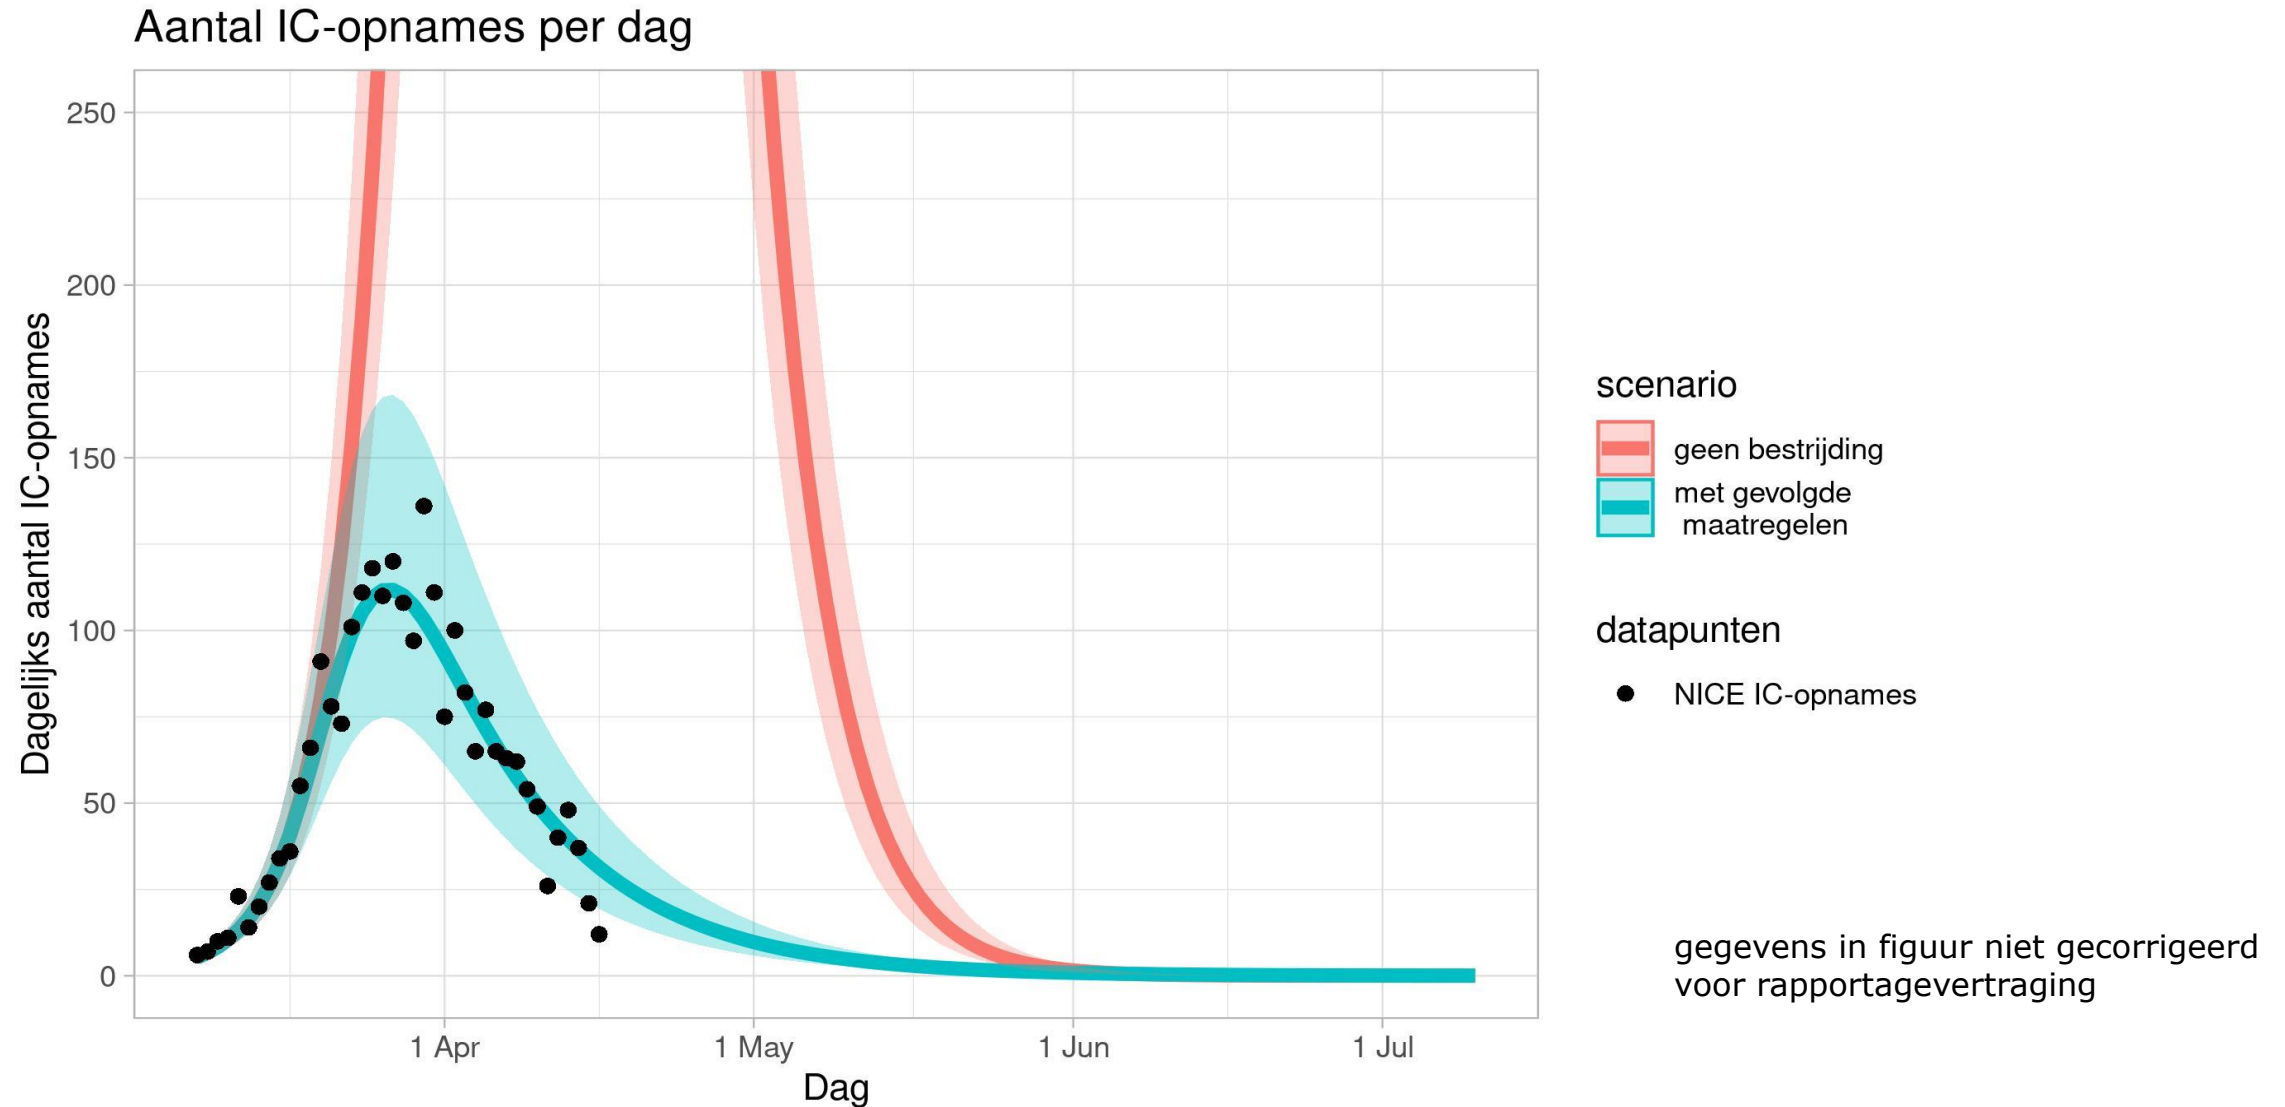 Aantal IC-opnames per dag
Dagelijks aantal IC-opnames
250
200
150
100
50
0
1 Apr
1 May
1 Jun
1 Jul
Dag
scenario
geen bestrijding
met gevolgde
maatregelen
datapunten
NICE IC-opnames
gegevens in figuur niet gecorrigeerd
voor rapportagevertraging